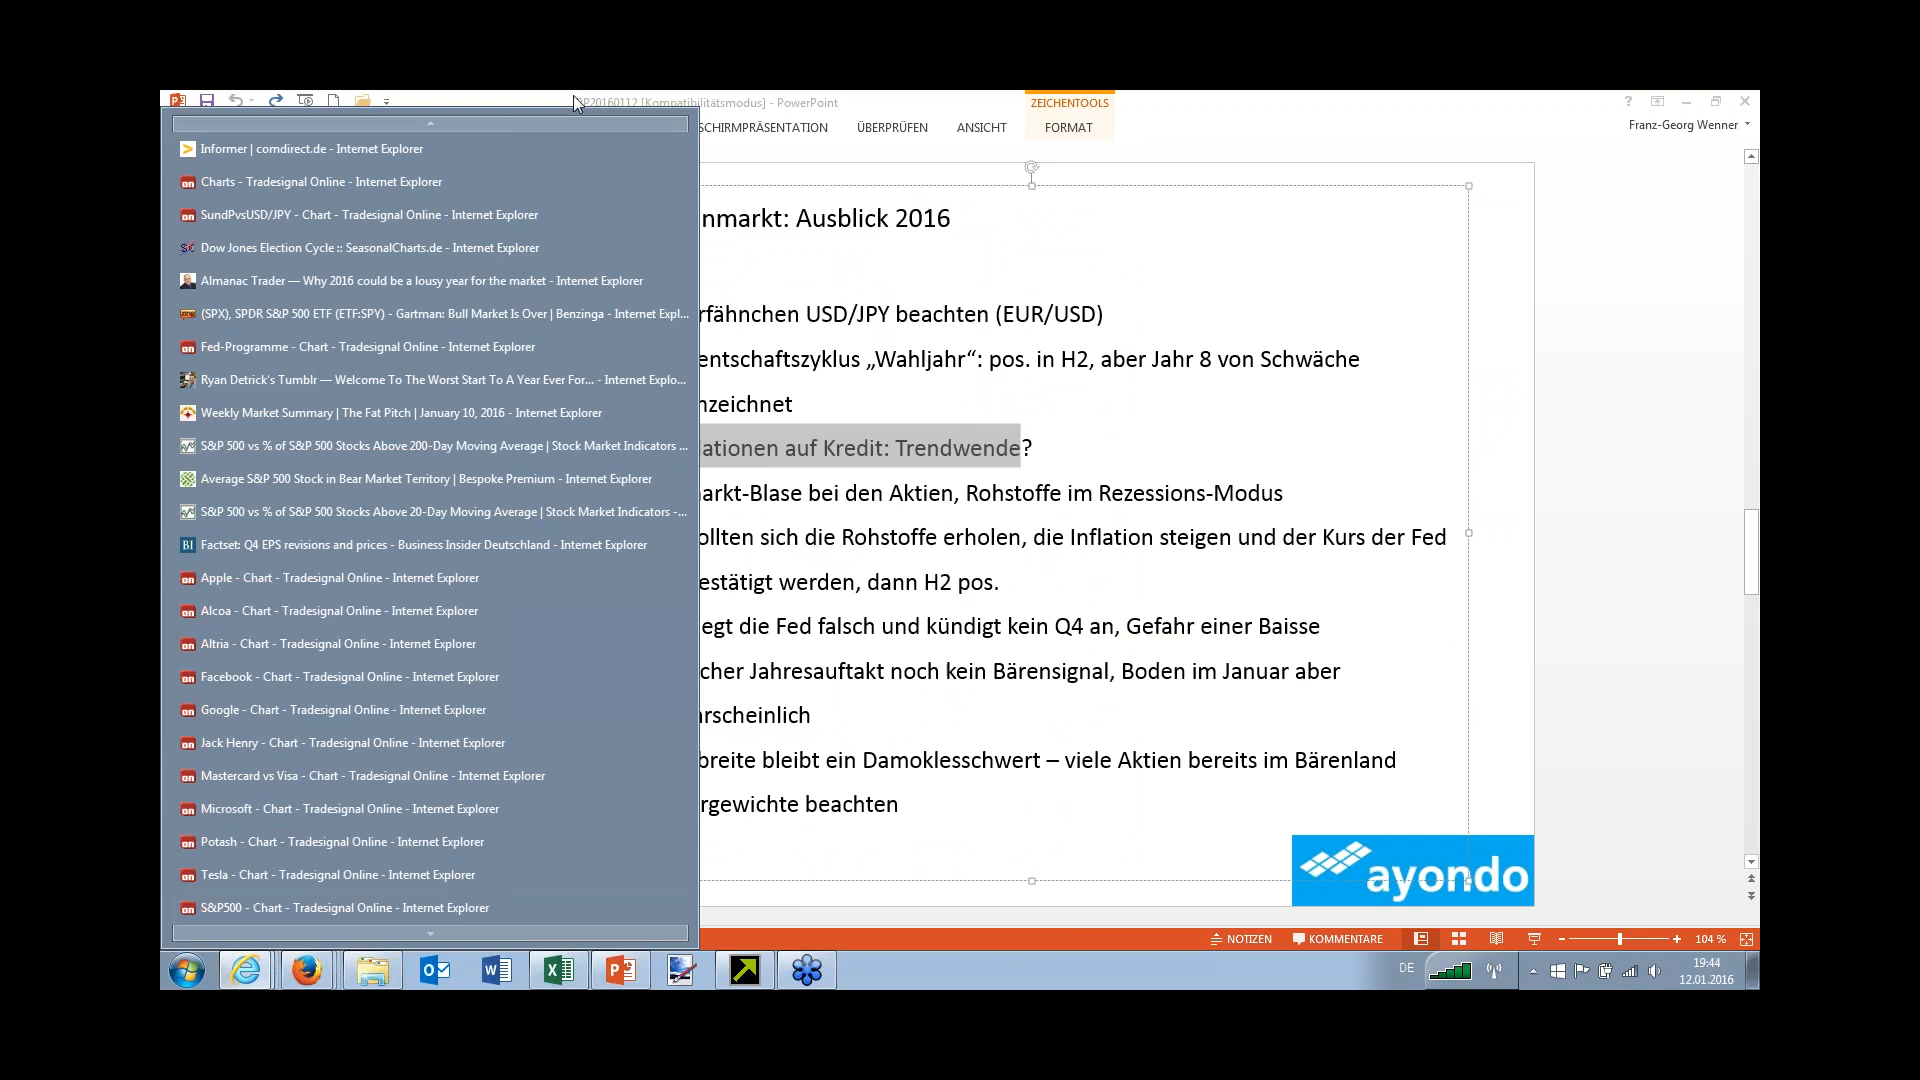 P20160112 [Kompatibilitätsmodus] - PowerPoint
ZEICHENTOOLS
SCHIRMPRÄSENTATION ÜBERPRÜFEN ANSICHT FORMAT
Franz-Georg Wenner
Informer | comdirect.de - Internet Explorer
Charts - Tradesignal Online - Internet Explorer
SundPvsUSD/JPY - Chart - Tradesignal Online - Internet Explorer
Dow Jones Election Cycle :: SeasonalCharts.de - Internet Explorer
Almanac Trader — Why 2016 could be a lousy year for the market - Internet Explorer
(SPX), SPDR S&P 500 ETF (ETF:SPY) - Gartman: Bull Market Is Over | Benzinga - Internet Expl...
Fed-Programme - Chart - Tradesignal Online - Internet Explorer
Ryan Detrick's Tumblr — Welcome To The Worst Start To A Year Ever For... - Internet Explo...
Weekly Market Summary | The Fat Pitch | January 10, 2016 - Internet Explorer
S&P 500 vs % of S&P 500 Stocks Above 200-Day Moving Average | Stock Market Indicators ...
Average S&P 500 Stock in Bear Market Territory | Bespoke Premium - Internet Explorer
S&P 500 vs % of S&P 500 Stocks Above 20-Day Moving Average | Stock Market Indicators -...
BI Factset: Q4 EPS revisions and prices - Business Insider Deutschland - Internet Explorer
Apple - Chart - Tradesignal Online - Internet Explorer
Alcoa - Chart - Tradesignal Online - Internet Explorer
Altria - Chart - Tradesignal Online - Internet Explorer
Facebook - Chart - Tradesignal Online - Internet Explorer
Google - Chart - Tradesignal Online - Internet Explorer
Jack Henry - Chart - Tradesignal Online - Internet Explorer
Mastercard vs Visa - Chart - Tradesignal Online - Internet Explorer
Microsoft - Chart - Tradesignal Online - Internet Explorer
Potash - Chart - Tradesignal Online - Internet Explorer
Tesla - Chart - Tradesignal Online - Internet Explorer
S&P500 - Chart - Tradesignal Online - Internet Explorer
nmarkt: Ausblick 2016
rfähnchen USD/JPY beachten (EUR/USD)
entschaftszyklus „Wahljahr“: pos. in H2, aber Jahr 8 von Schwäche
nzeichnet
ationen auf Kredit: Trendwende?
arkt-Blase bei den Aktien, Rohstoffe im Rezessions-Modus
ollten sich die Rohstoffe erholen, die Inflation steigen und der Kurs der Fed
estätigt werden, dann H2 pos.
egt die Fed falsch und kündigt kein Q4 an, Gefahr einer Baisse
cher Jahresauftakt noch kein Bärensignal, Boden im Januar aber
rscheinlich
breite bleibt ein Damoklesschwert – viele Aktien bereits im Bärenland
rgewichte beachten
ayondo
NOTIZEN KOMMENTARE 104 %
DE
19:44
12.01.2016